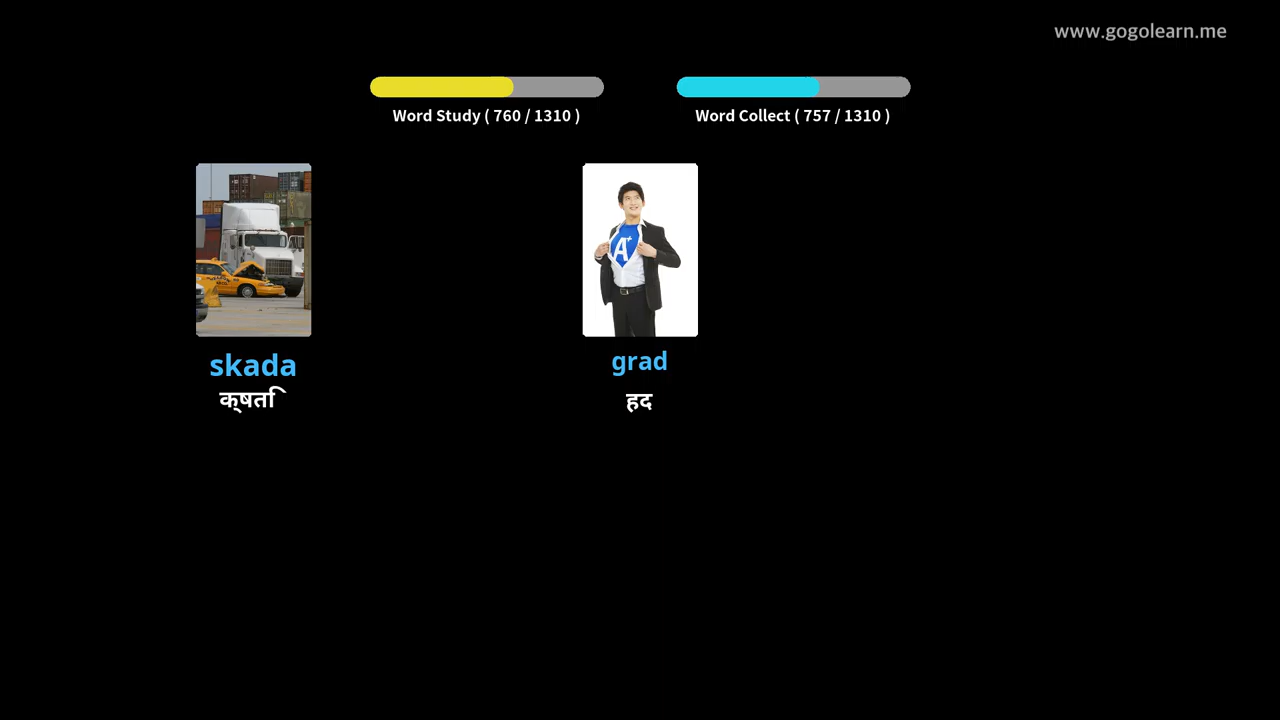 www.gogolearn.me
Word Study ( 760 / 1310 )
Word Collect ( 757 / 1310 )
A+
skada
grad
क्षति
हद